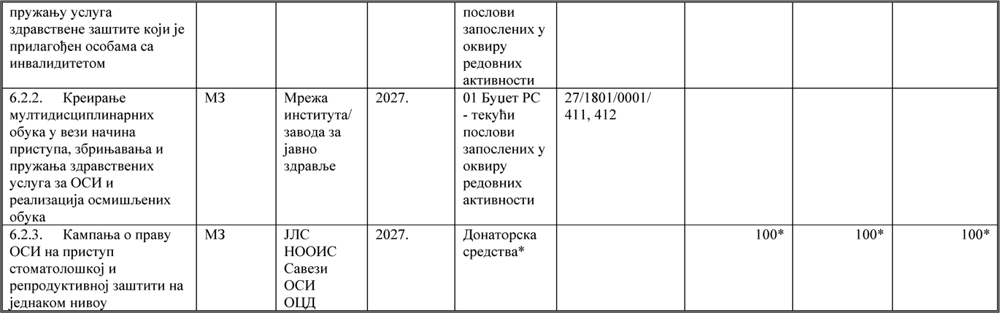 пружању услуга
здравствене заштите који је
прилагођен особама са
инвалидитетом
послови
запослених у
оквиру
редовних
активности
6.2.2. Креирање
мултидисциплинарних
обука у вези начина
приступа, збрињавања и
пружања здравствених
услуга за ОСИ и
реализација осмишљених
обука
МЗ
Мрежа
института/
завода за
јавно
здравље
2027.
01 Буџет РС
- текући
послови
запослених у
оквиру
редовних
активности
27/1801/0001/
411, 412
6.2.3. Кампања о праву
ОСИ на приступ
стоматолошкој и
репродуктивној заштити на
једнаком нивоу
МЗ
ЈЛС
НООИС
Савези
ОСИ
ОЦД
2027.
Донаторска
средства*
100*
100*
100*